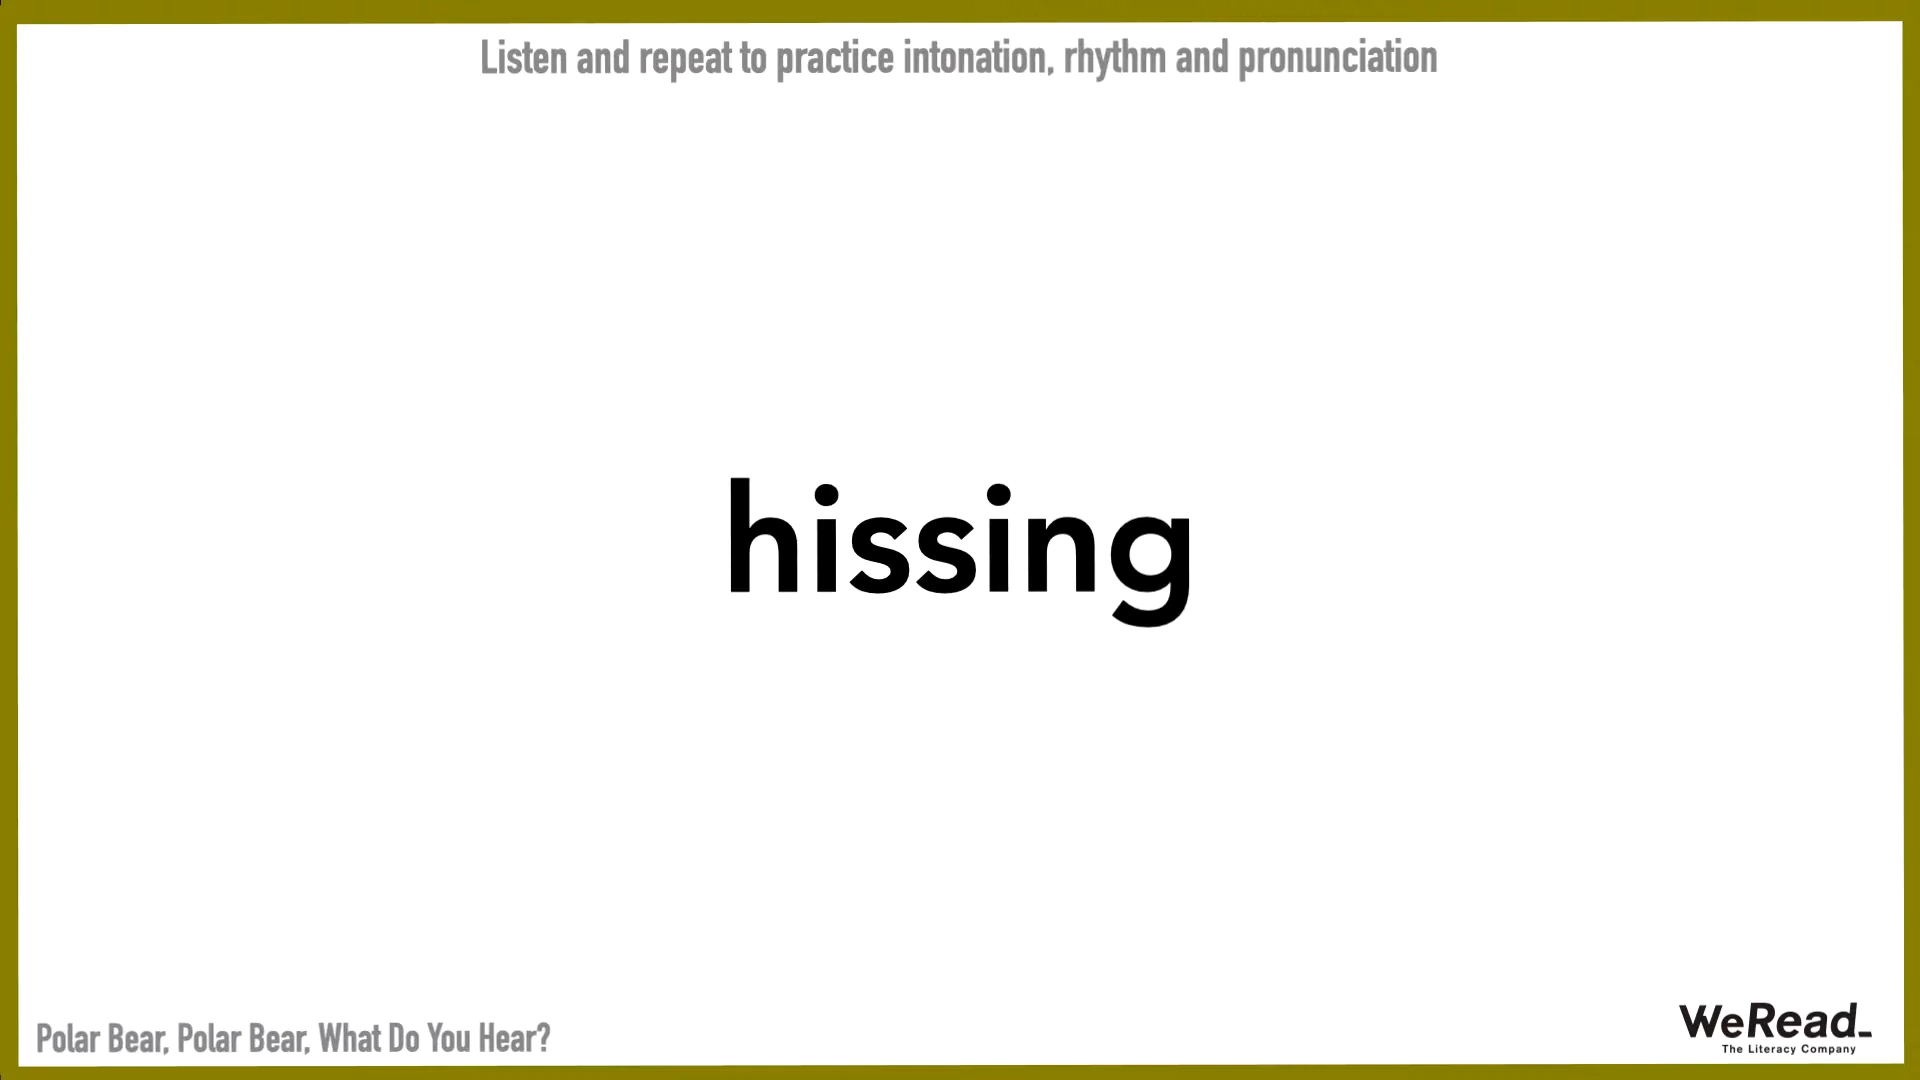 Listen and repeat to practice intonation, rhythm and pronunciation
hissing
Polar Bear, Polar Bear, What Do You Hear?
WeRead_
The Literacy Company